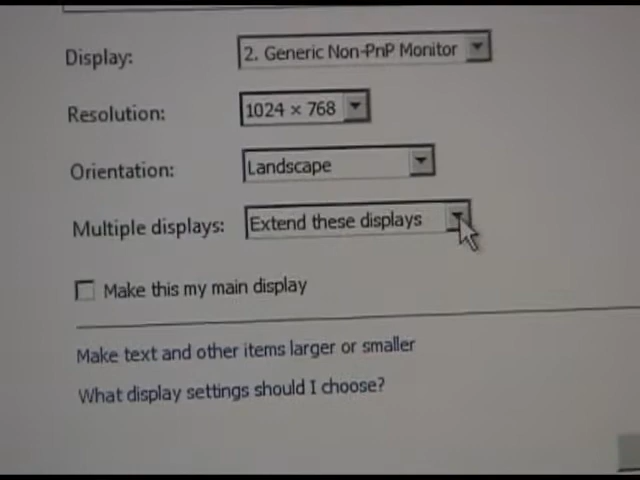 Display: 2. Generic Non-PnP Monitor
Resolution: 1024 × 768
Orientation: Landscape
Multiple displays: Extend these displays
Make this my main display
Make text and other items larger or smaller
What display settings should I choose?